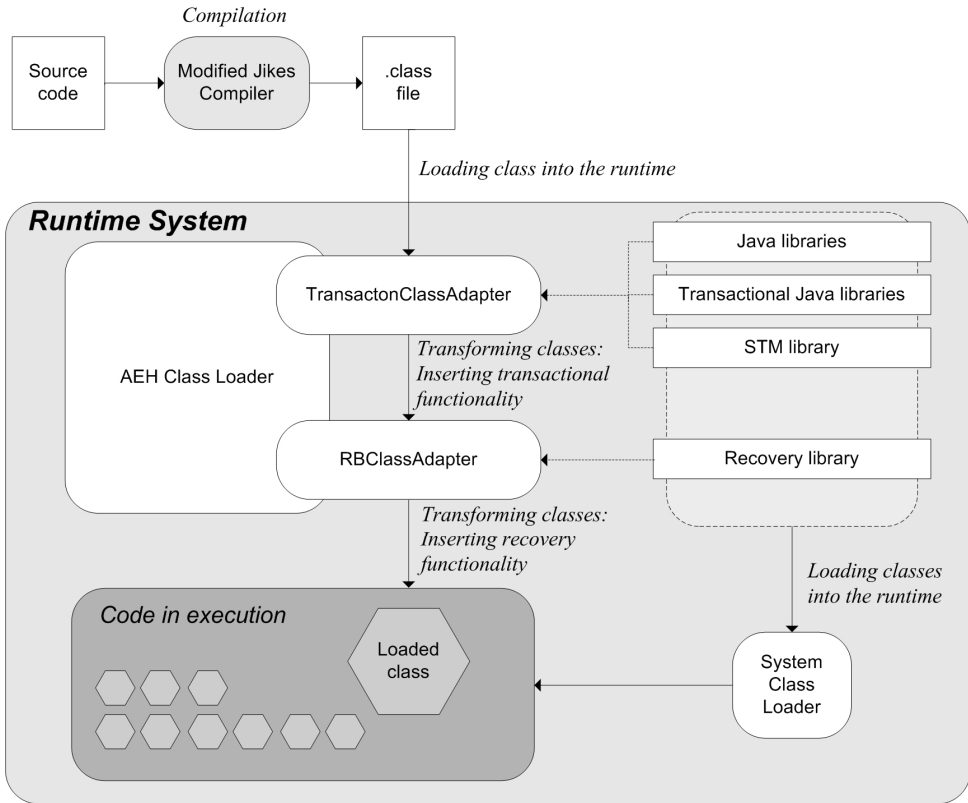 Compilation
Source
code
Modified Jikes
Compiler
.class
file
Loading class into the runtime
Runtime System
Java libraries
TransactonClassAdapter
Transactional Java libraries
STM library
Transforming classes:
Inserting transactional
functionality
AEH Class Loader
RBClassAdapter
Recovery library
Transforming classes:
Inserting recovery
functionality
Loading classes
into the runtime
Code in execution
Loaded
class
System
Class
Loader